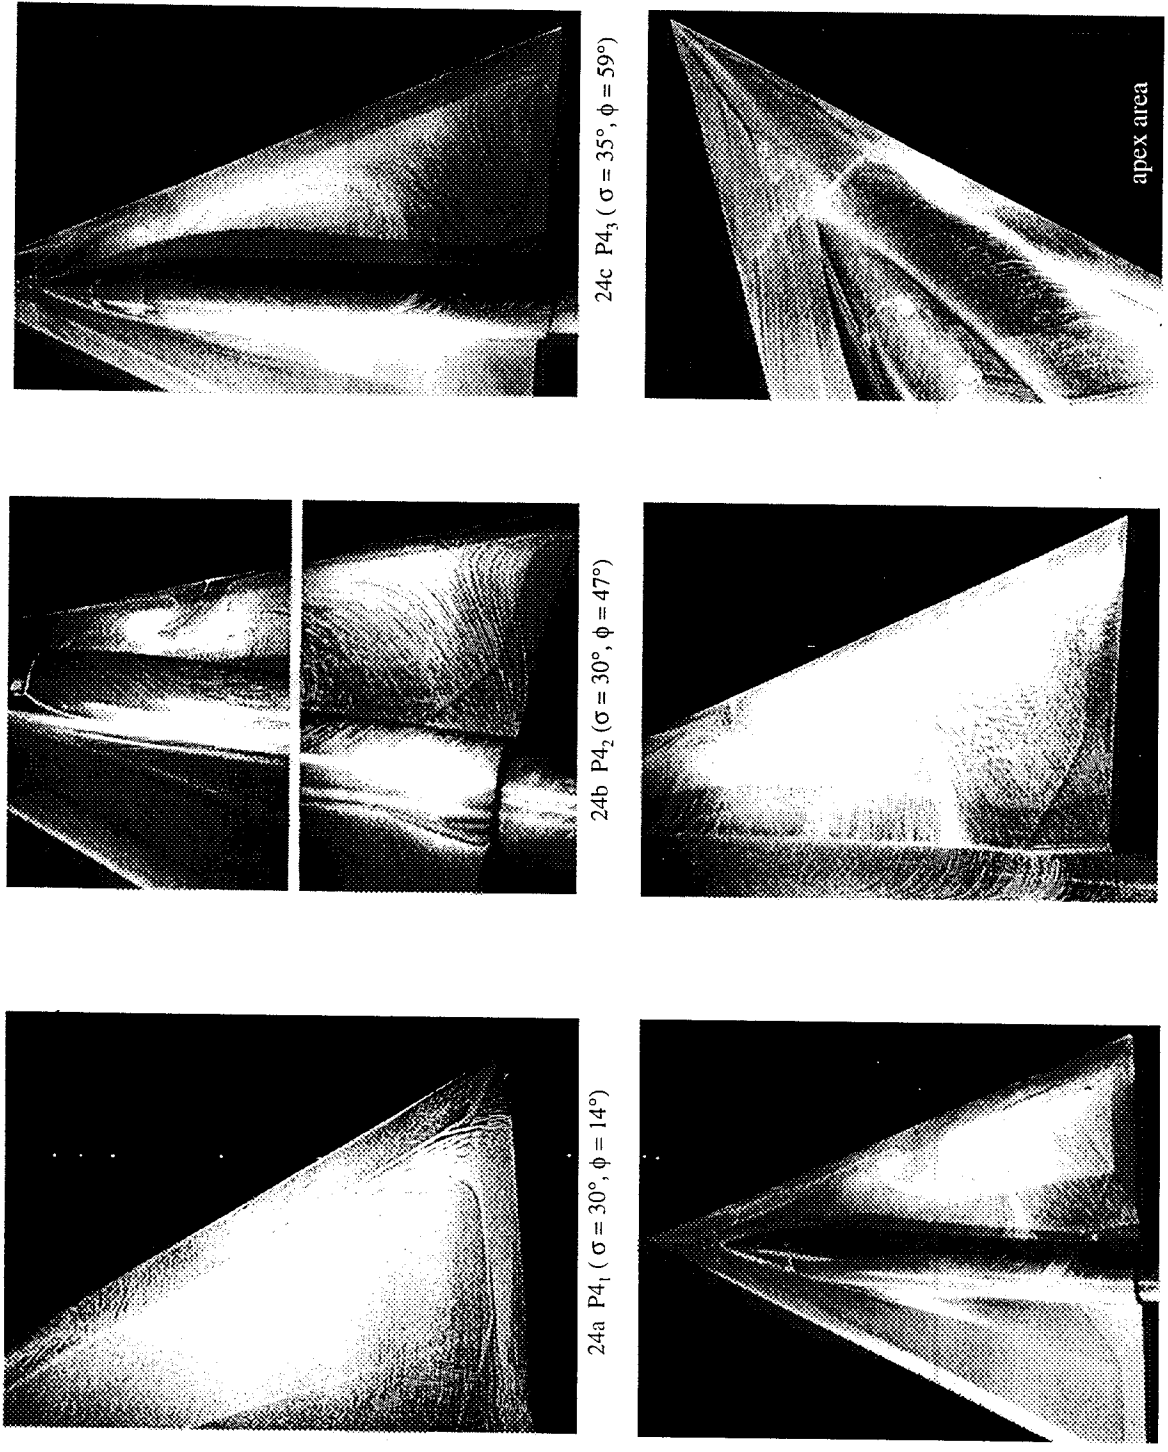 24a P4₁ ( σ = 30°, ϕ = 14°)
24b P4₂ (σ = 30°, ϕ = 47°)
24c P4₃ ( σ = 35°, ϕ = 59°)
apex area